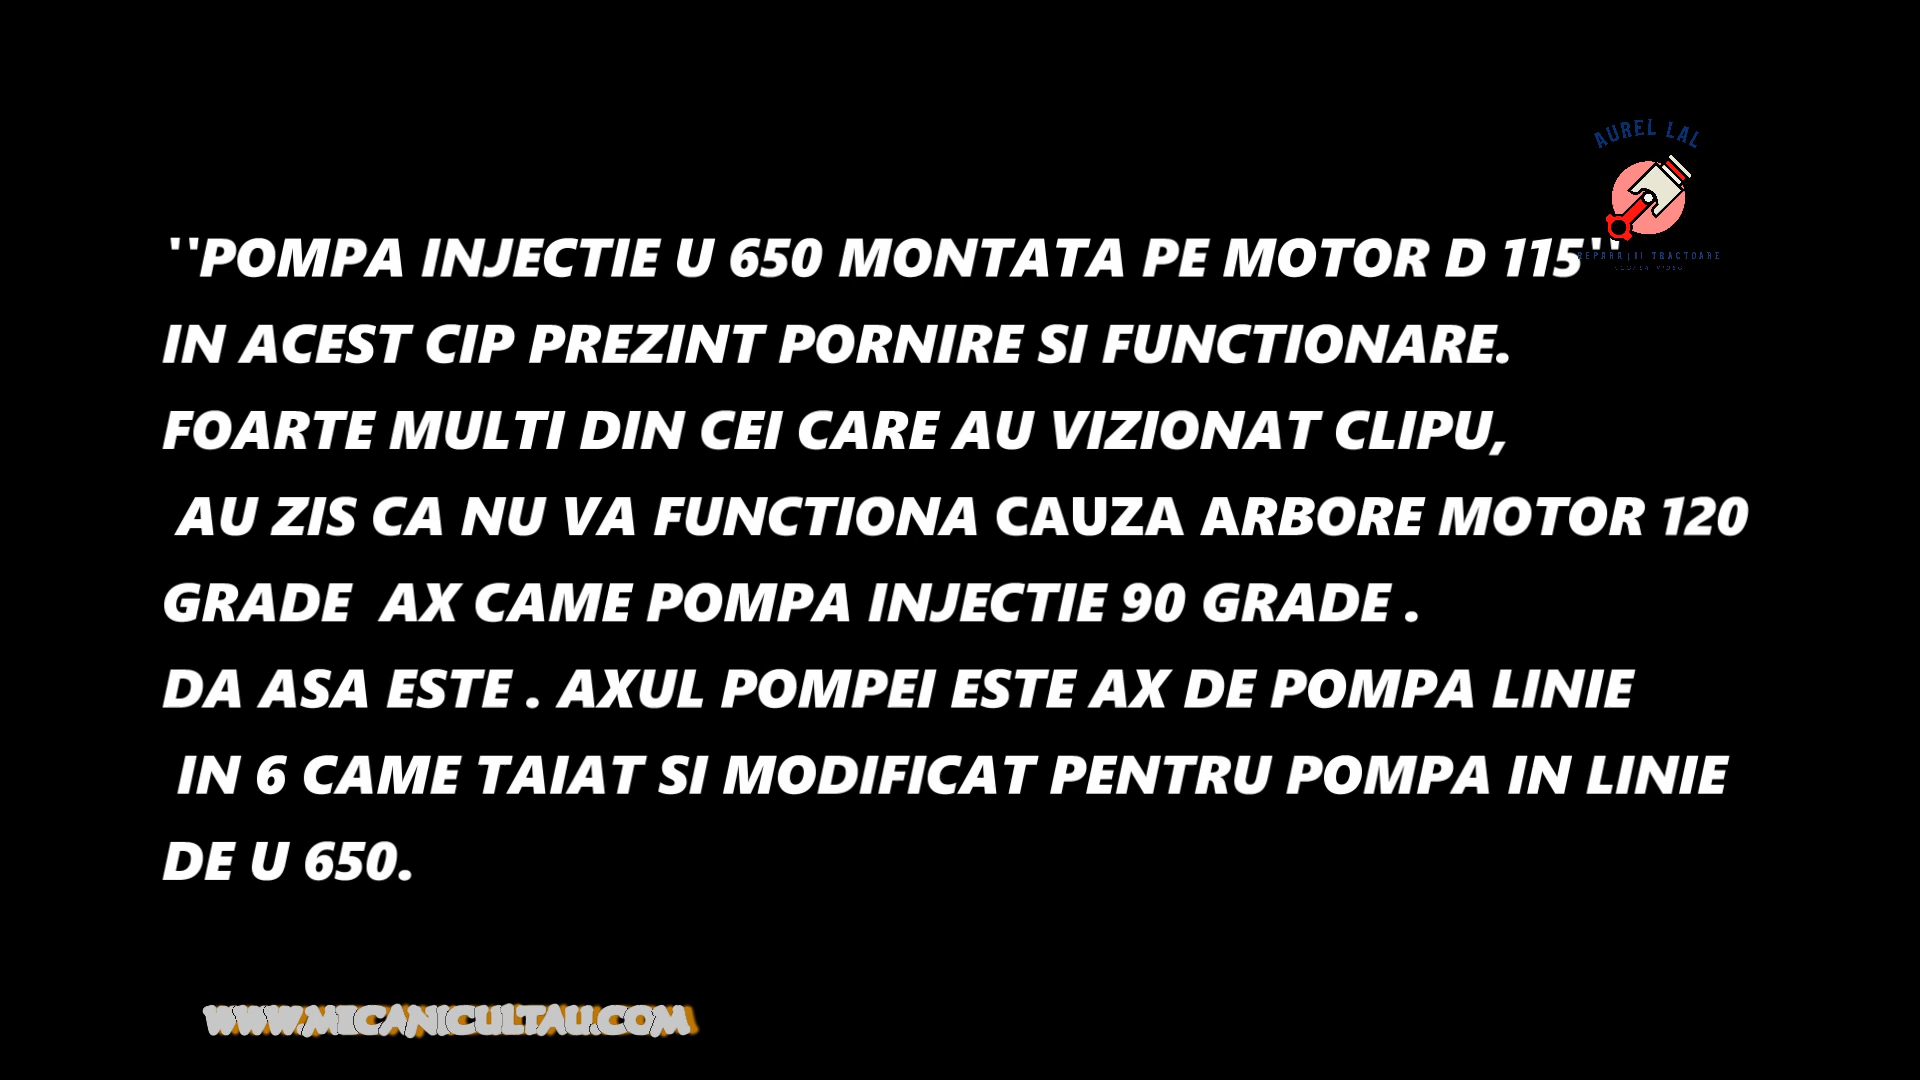 AUREL LAL
''POMPA INJECTIE U 650 MONTATA PE MOTOR D 115''
REPARAȚII TRACTOARE
IN ACEST CIP PREZINT PORNIRE SI FUNCTIONARE.
FOARTE MULTI DIN CEI CARE AU VIZIONAT CLIPU,
AU ZIS CA NU VA FUNCTIONA CAUZA ARBORE MOTOR 120
GRADE  AX CAME POMPA INJECTIE 90 GRADE .
DA ASA ESTE . AXUL POMPEI ESTE AX DE POMPA LINIE
IN 6 CAME TAIAT SI MODIFICAT PENTRU POMPA IN LINIE
DE U 650.
WWW.MECANICULTAU.COM